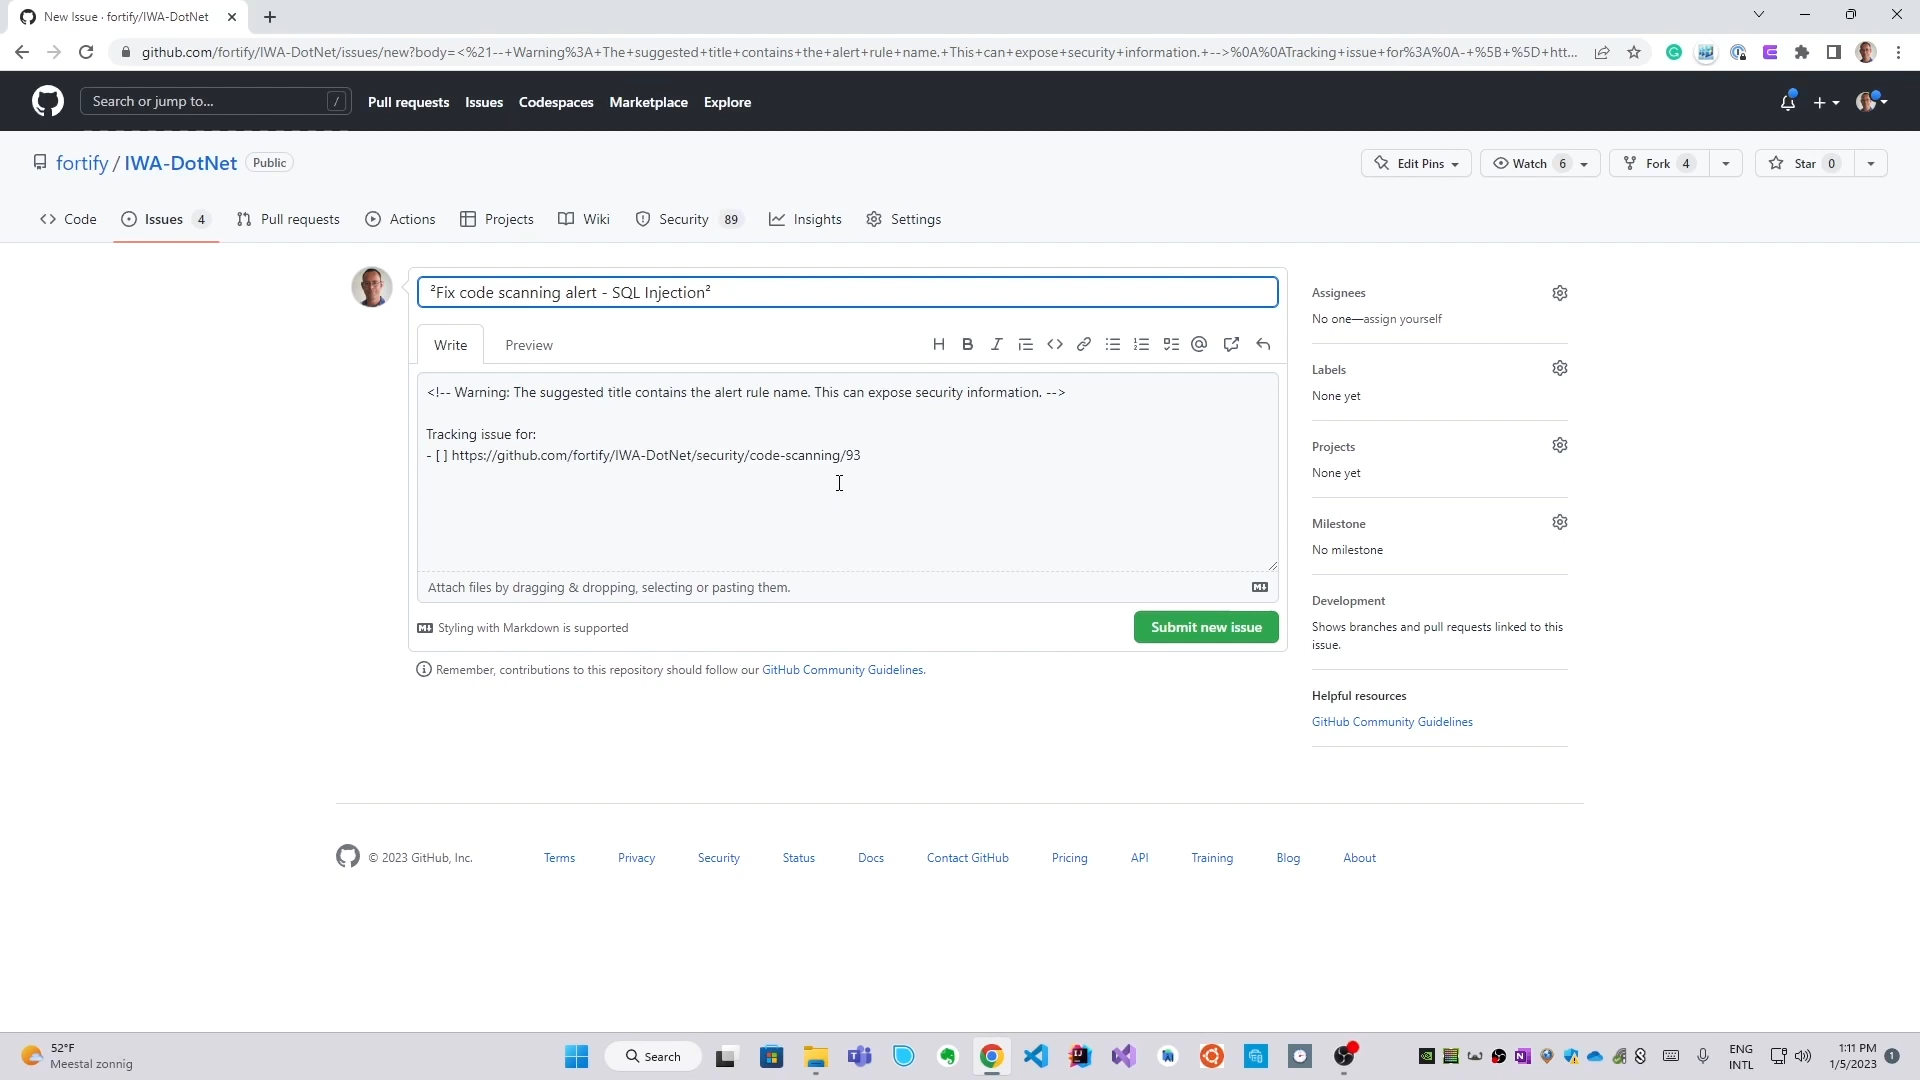 New Issue · fortify/IWA-DotNet
github.com/fortify/IWA-DotNet/issues/new?body=<%21--+Warning%3A+The+suggested+title+contains+the+alert+rule+name.+This+can+expose+security+information.+-->%0A%0ATracking+issue+for%3A%0A-+%5B+%5D+htt...
Search or jump to... /
Pull requests Issues Codespaces Marketplace Explore
fortify / IWA-DotNet Public
Edit Pins Watch 6 Fork 4 Star 0
Code Issues 4 Pull requests Actions Projects Wiki Security 89 Insights Settings
²Fix code scanning alert - SQL Injection²
Write Preview
<!-- Warning: The suggested title contains the alert rule name. This can expose security information. -->
Tracking issue for:
- [ ] https://github.com/fortify/IWA-DotNet/security/code-scanning/93
Attach files by dragging & dropping, selecting or pasting them.
Styling with Markdown is supported
Submit new issue
Remember, contributions to this repository should follow our GitHub Community Guidelines.
Assignees
No one—assign yourself
Labels
None yet
Projects
None yet
Milestone
No milestone
Development
Shows branches and pull requests linked to this
issue.
Helpful resources
GitHub Community Guidelines
© 2023 GitHub, Inc. Terms Privacy Security Status Docs Contact GitHub Pricing API Training Blog About
52°F
Meestal zonnig
Search
ENG
INTL
1:11 PM
1/5/2023
1